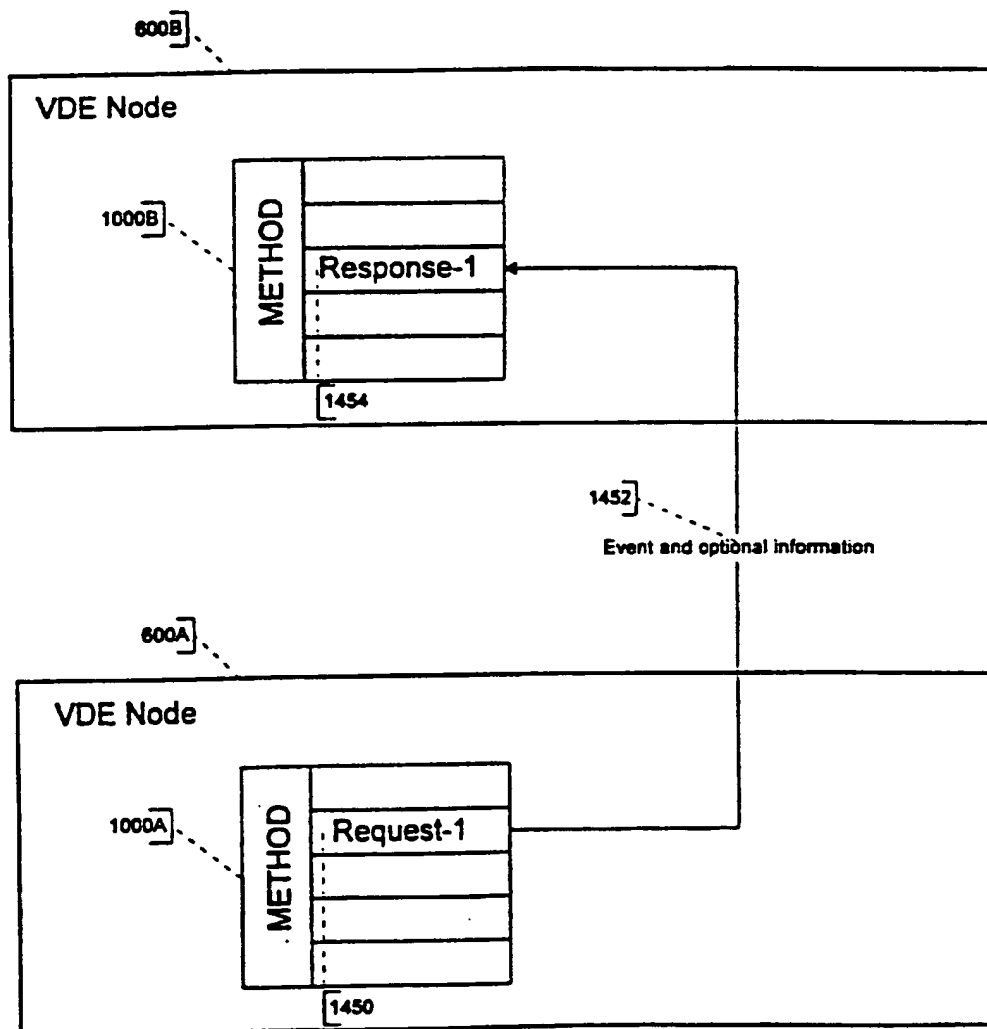 600B
VDE Node
1000B
METHOD
Response-1
1454
1452
Event and optional information
600A
VDE Node
1000A
METHOD
Request-1
1450